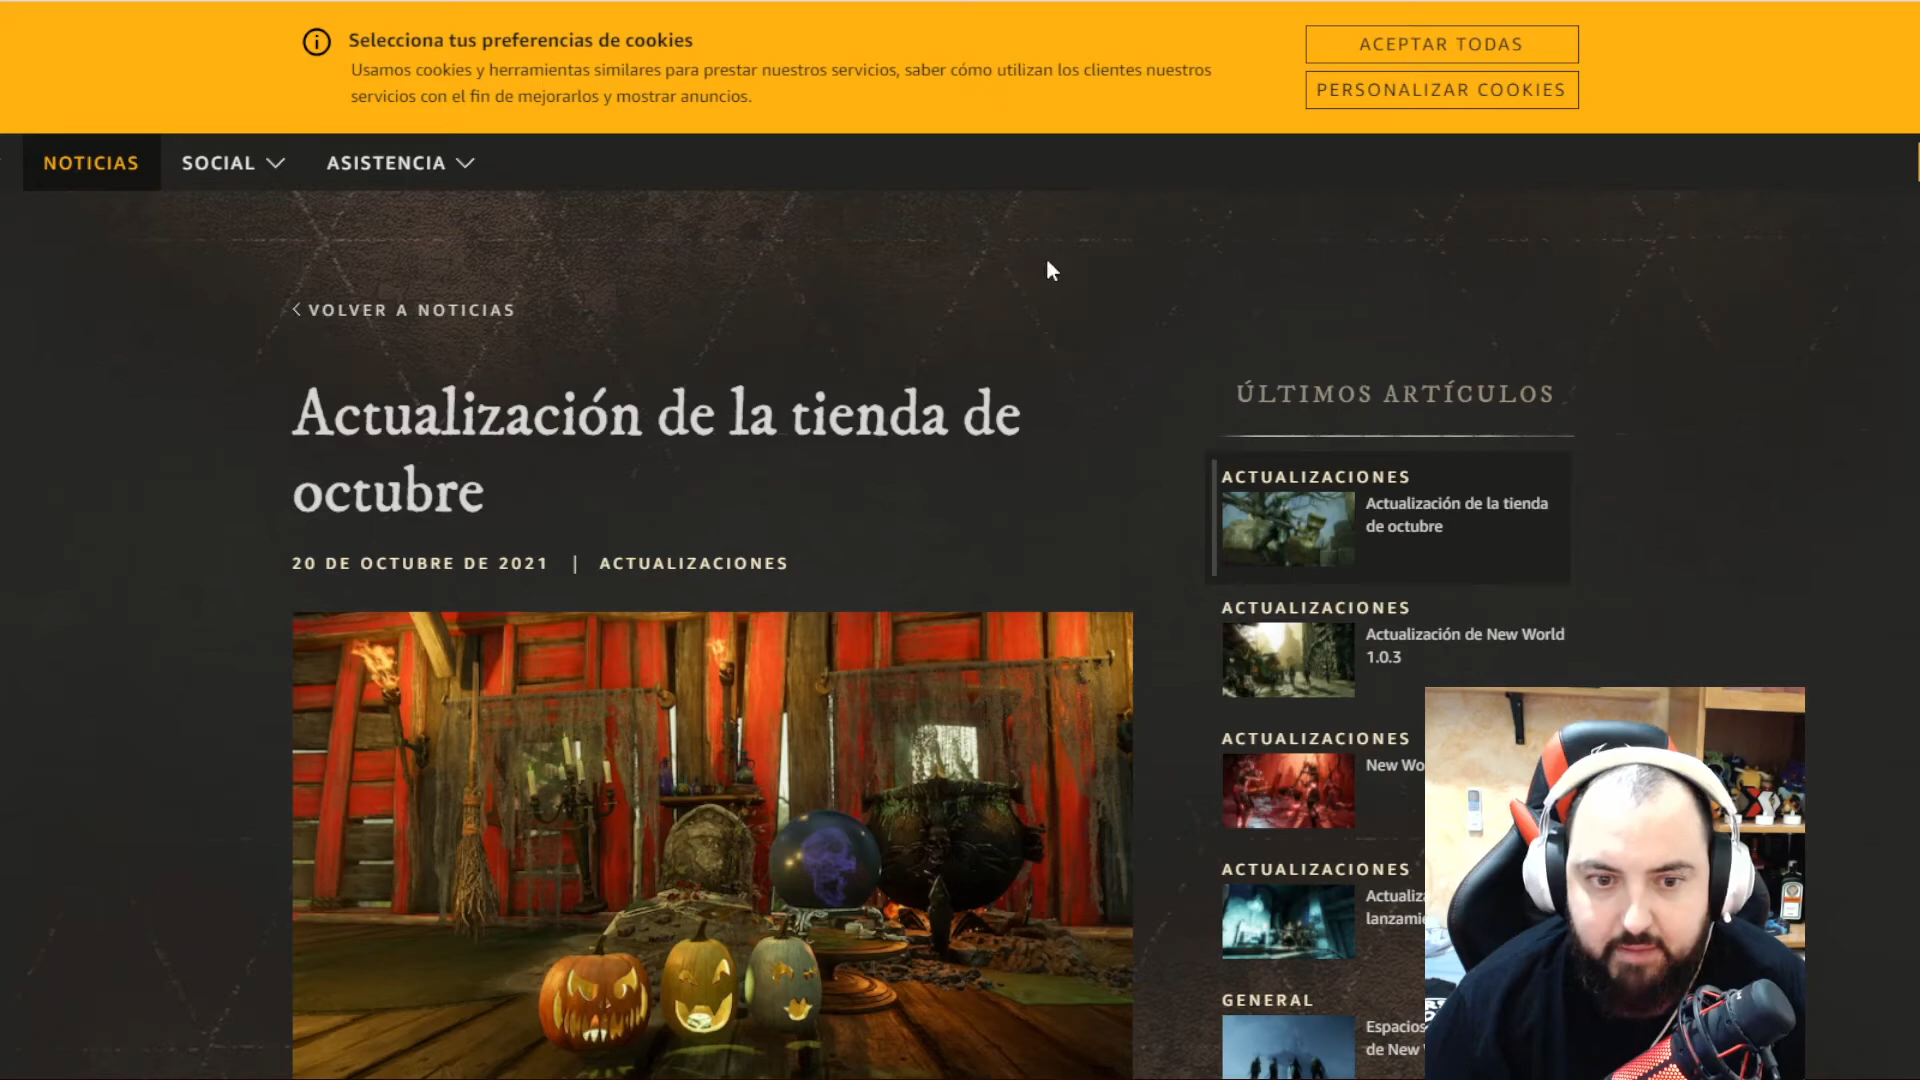 Selecciona tus preferencias de cookies
Usamos cookies y herramientas similares para prestar nuestros servicios, saber cómo utilizan los clientes nuestros
servicios con el fin de mejorarlos y mostrar anuncios.
ACEPTAR TODAS
PERSONALIZAR COOKIES
NOTICIAS
SOCIAL
ASISTENCIA
VOLVER A NOTICIAS
Actualización de la tienda de
octubre
20 DE OCTUBRE DE 2021 | ACTUALIZACIONES
ÚLTIMOS ARTÍCULOS
ACTUALIZACIONES
Actualización de la tienda
de octubre
ACTUALIZACIONES
Actualización de New World
1.0.3
ACTUALIZACIONES
New Wo
ACTUALIZACIONES
Actualiz
lanzami
GENERAL
Espacios
de New